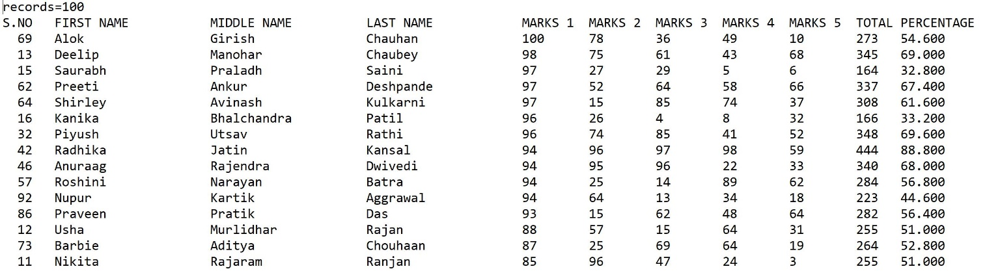 records=100
S.NO FIRST NAME MIDDLE NAME LAST NAME MARKS 1 MARKS 2 MARKS 3 MARKS 4 MARKS 5 TOTAL PERCENTAGE
69 Alok Girish Chauhan 100 78 36 49 10 273 54.600
13 Deelip Manohar Chaubey 98 75 61 43 68 345 69.000
15 Saurabh Praladh Saini 97 27 29 5 6 164 32.800
62 Preeti Ankur Deshpande 97 52 64 58 66 337 67.400
64 Shirley Avinash Kulkarni 97 15 85 74 37 308 61.600
16 Kanika Bhalchandra Patil 96 26 4 8 32 166 33.200
32 Piyush Utsav Rathi 96 74 85 41 52 348 69.600
42 Radhika Jatin Kansal 94 96 97 98 59 444 88.800
46 Anuraag Rajendra Dwivedi 94 95 96 22 33 340 68.000
57 Roshini Narayan Batra 94 25 14 89 62 284 56.800
92 Nupur Kartik Aggrawal 94 64 13 34 18 223 44.600
86 Praveen Pratik Das 93 15 62 48 64 282 56.400
12 Usha Murlidhar Rajan 88 57 15 64 31 255 51.000
73 Barbie Aditya Chouhaan 87 25 69 64 19 264 52.800
11 Nikita Rajaram Ranjan 85 96 47 24 3 255 51.000